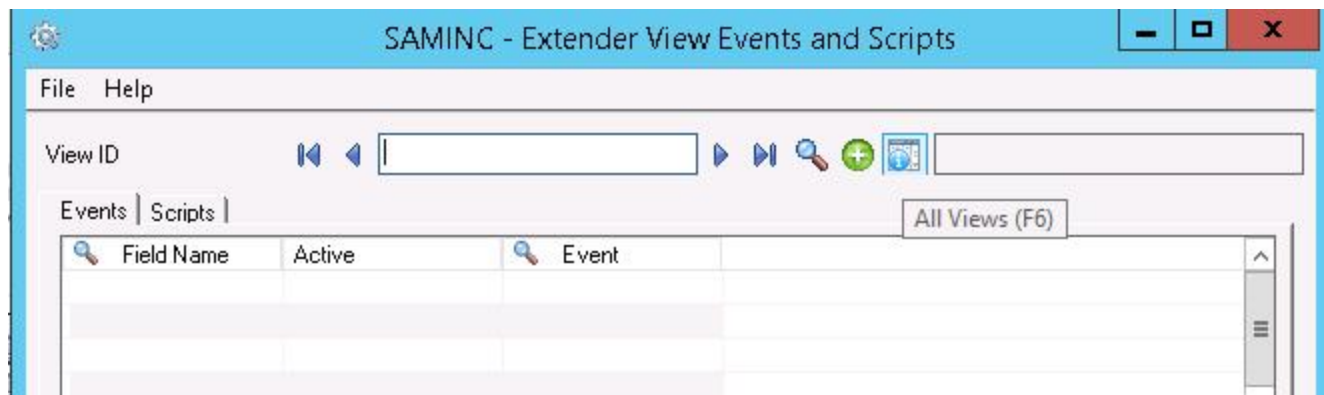 SAMINC - Extender View Events and Scripts
File Help
View ID
All Views (F6)
Events Scripts
Field Name Active Event